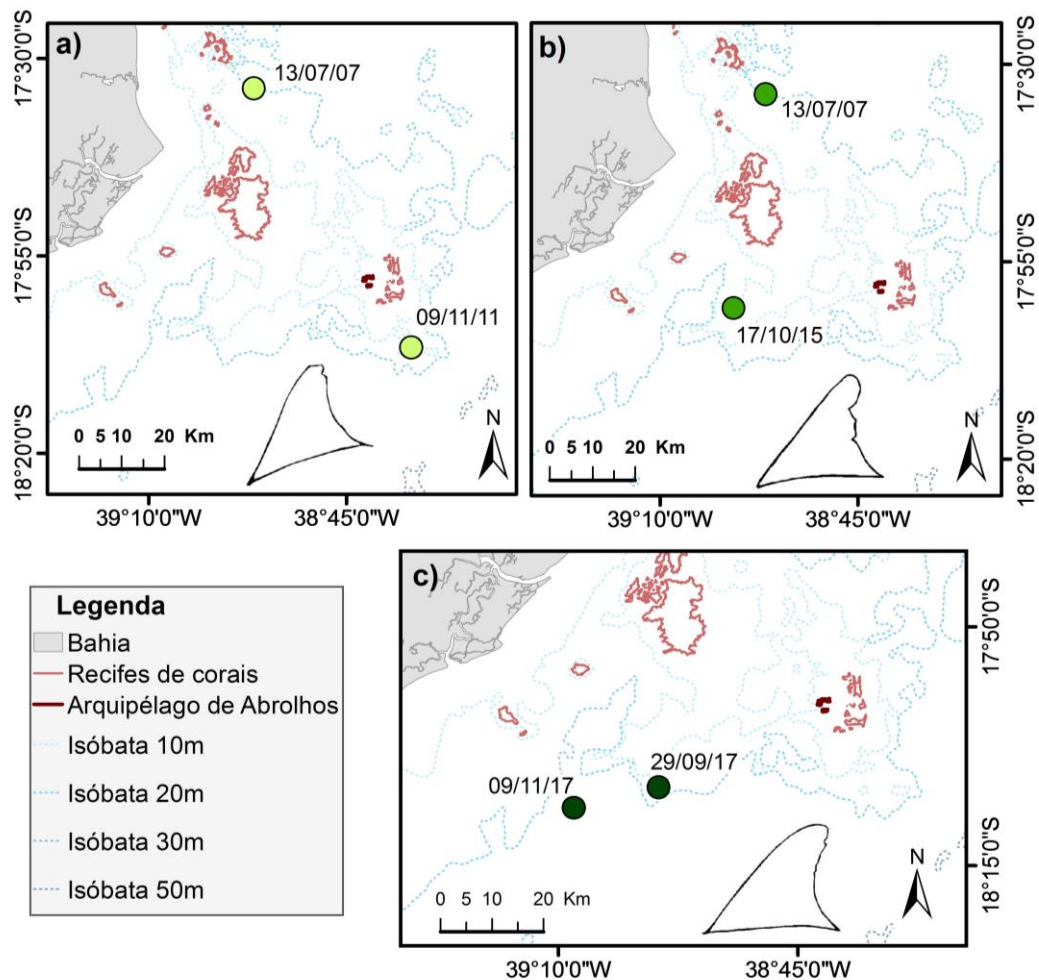 a)
13/07/07
09/11/11
17°30'0"S
17°55'0"S
18°20'0"S
0 5 10 20 Km
N
39°10'0"W
38°45'0"W
b)
13/07/07
17/10/15
17°30'0"S
17°55'0"S
18°20'0"S
0 5 10 20 Km
N
39°10'0"W
38°45'0"W
c)
29/09/17
09/11/17
17°50'0"S
18°15'0"S
0 5 10 20 Km
N
39°10'0"W
38°45'0"W
Legenda
Bahia
Recifes de corais
Arquipélago de Abrolhos
Isóbata 10m
Isóbata 20m
Isóbata 30m
Isóbata 50m